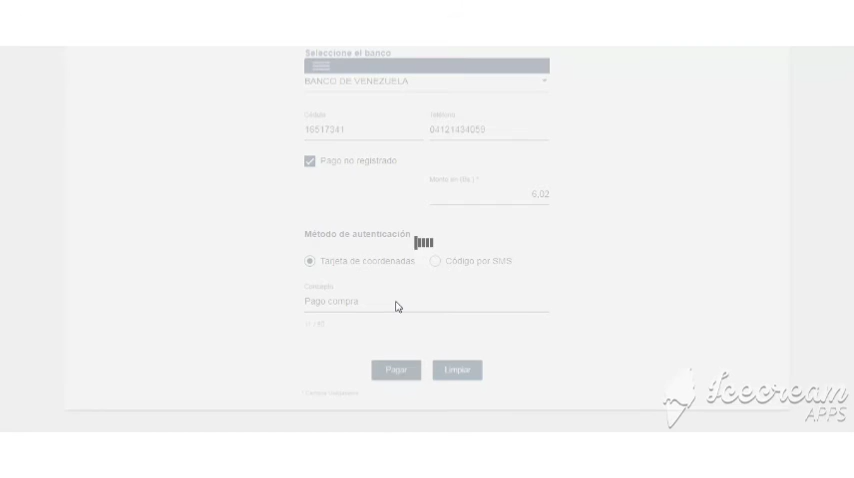 Seleccione el banco
BANCO DE VENEZUELA
Cédula Teléfono
16517341 04121434059
Pago no registrado
Monto en (Bs.) *
6,02
Método de autenticación
Tarjeta de coordenadas Código por SMS
Concepto
Pago compra
Pagar Limpiar
Icecream
APPS